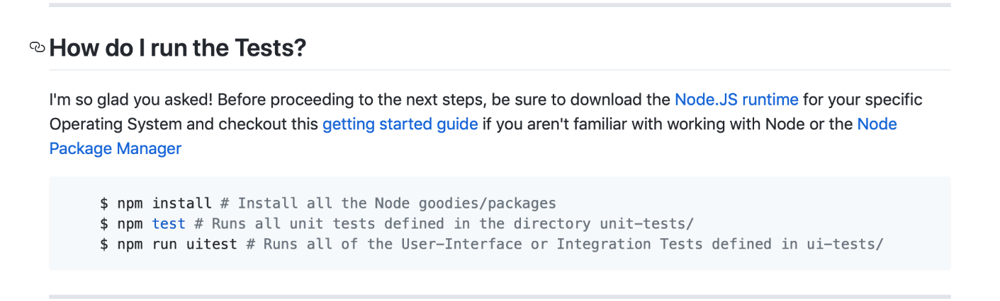 How do I run the Tests?
I'm so glad you asked! Before proceeding to the next steps, be sure to download the Node.JS runtime for your specific
Operating System and checkout this getting started guide if you aren't familiar with working with Node or the Node
Package Manager
$ npm install # Install all the Node goodies/packages
$ npm test # Runs all unit tests defined in the directory unit-tests/
$ npm run uitest # Runs all of the User-Interface or Integration Tests defined in ui-tests/